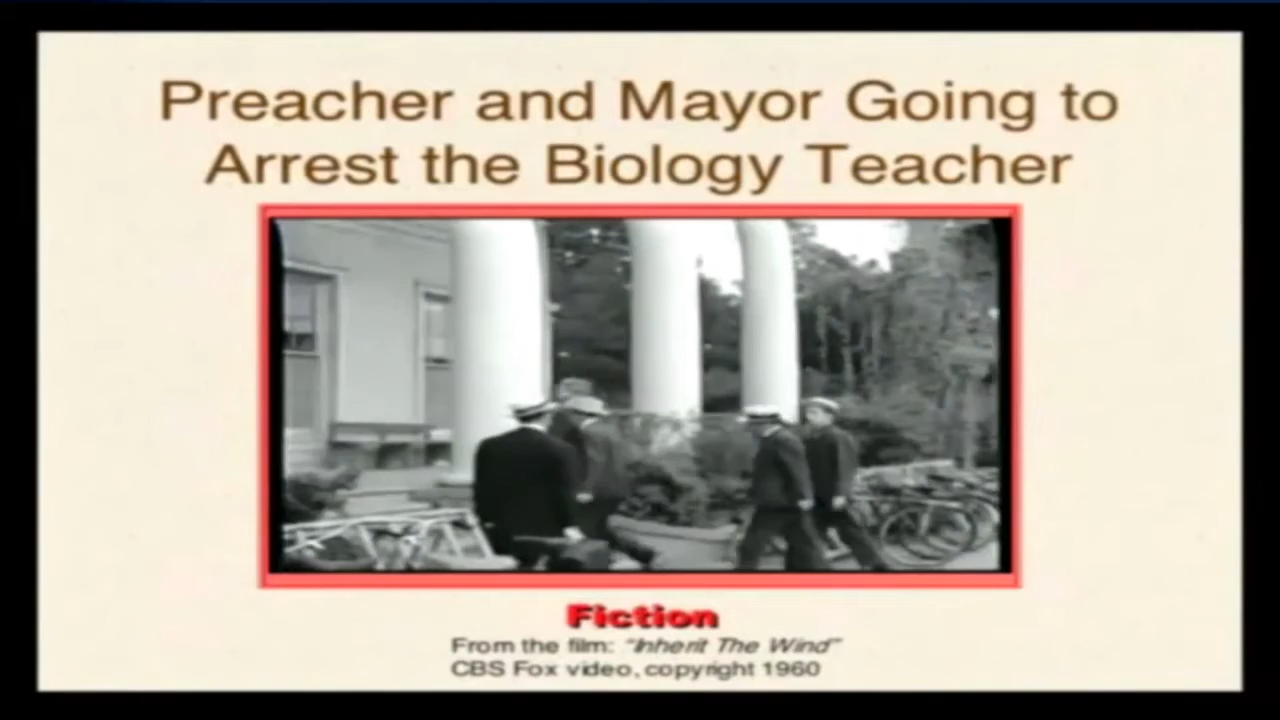 Preacher and Mayor Going to
Arrest the Biology Teacher
Fiction
From the film: "Inherit The Wind"
CBS Fox video, copyright 1960